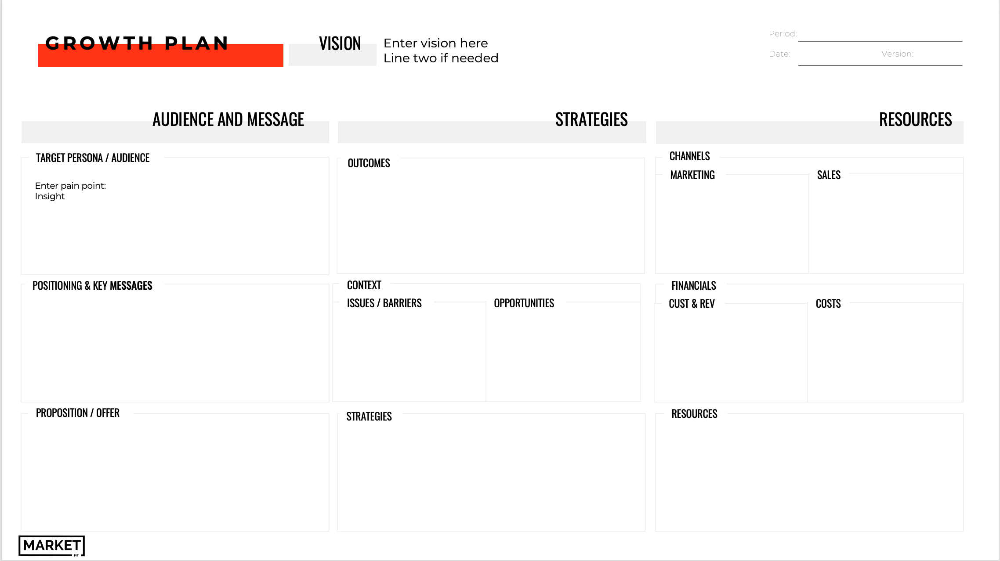 GROWTH PLAN
VISION
Enter vision here
Line two if needed
Period:
Date: Version:
AUDIENCE AND MESSAGE
TARGET PERSONA / AUDIENCE
Enter pain point:
Insight
POSITIONING & KEY MESSAGES
PROPOSITION / OFFER
STRATEGIES
OUTCOMES
CONTEXT
ISSUES / BARRIERS
OPPORTUNITIES
STRATEGIES
RESOURCES
CHANNELS
MARKETING
SALES
FINANCIALS
CUST & REV
COSTS
RESOURCES
MARKET
FIT